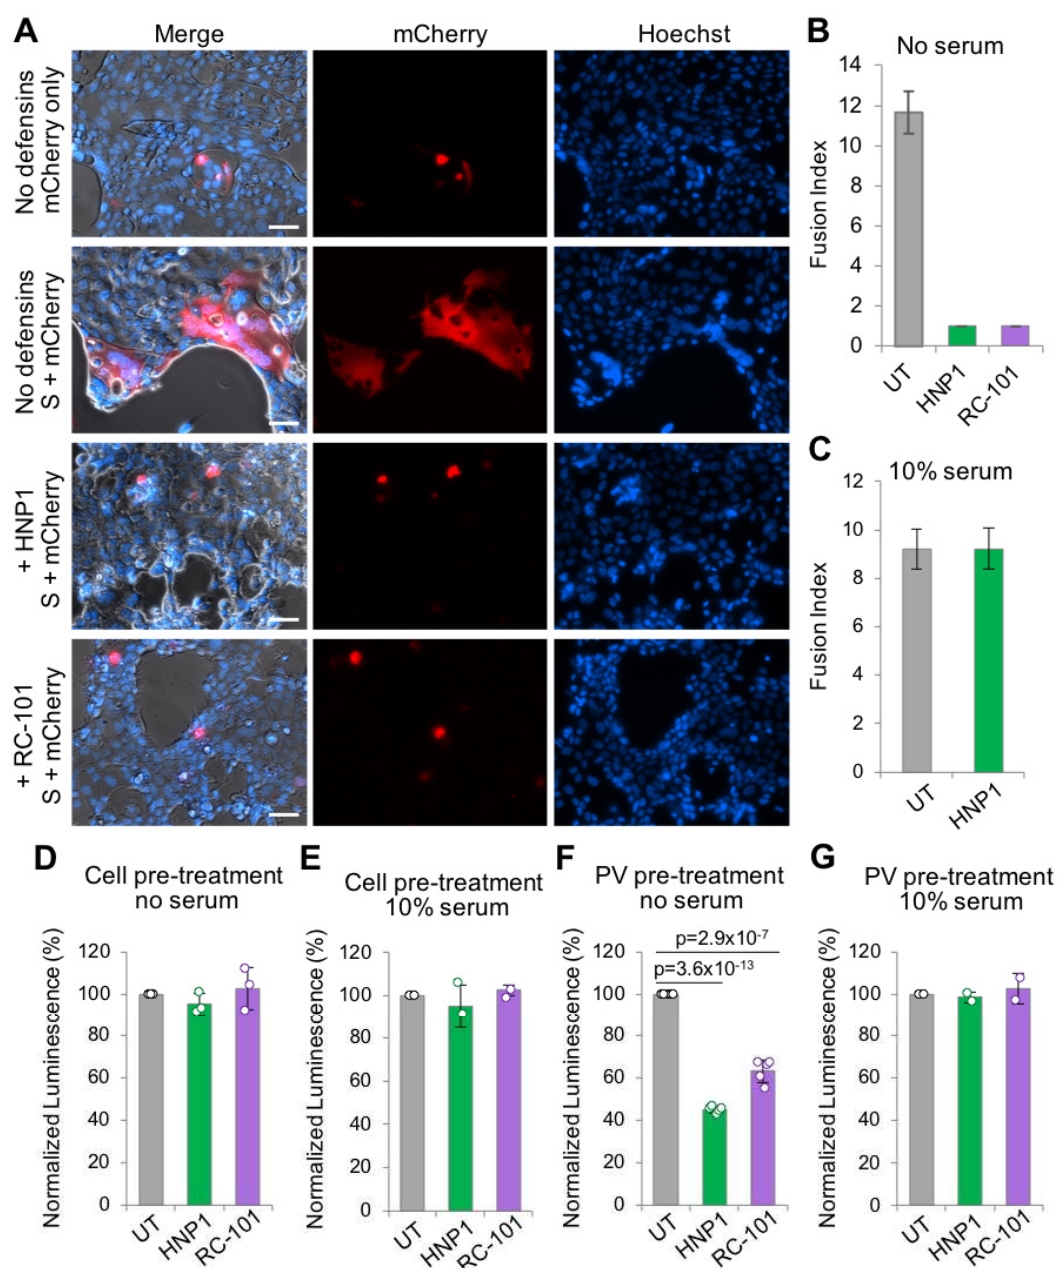 A
Merge
mCherry
Hoechst
No defensins
mCherry only
No defensins
S + mCherry
+ HNP1
S + mCherry
+ RC-101
S + mCherry
B
No serum
Fusion Index
14
12
10
8
6
4
2
0
UT
HNP1
RC-101
C
10% serum
Fusion Index
12
10
8
6
4
2
0
UT
HNP1
D
Cell pre-treatment
no serum
Normalized Luminescence (%)
120
100
80
60
40
20
0
UT
HNP1
RC-101
E
Cell pre-treatment
10% serum
Normalized Luminescence (%)
120
100
80
60
40
20
0
UT
HNP1
RC-101
F
PV pre-treatment
no serum
p=2.9x10⁻⁷
p=3.6x10⁻¹³
Normalized Luminescence (%)
120
100
80
60
40
20
0
UT
HNP1
RC-101
G
PV pre-treatment
10% serum
Normalized Luminescence (%)
120
100
80
60
40
20
0
UT
HNP1
RC-101